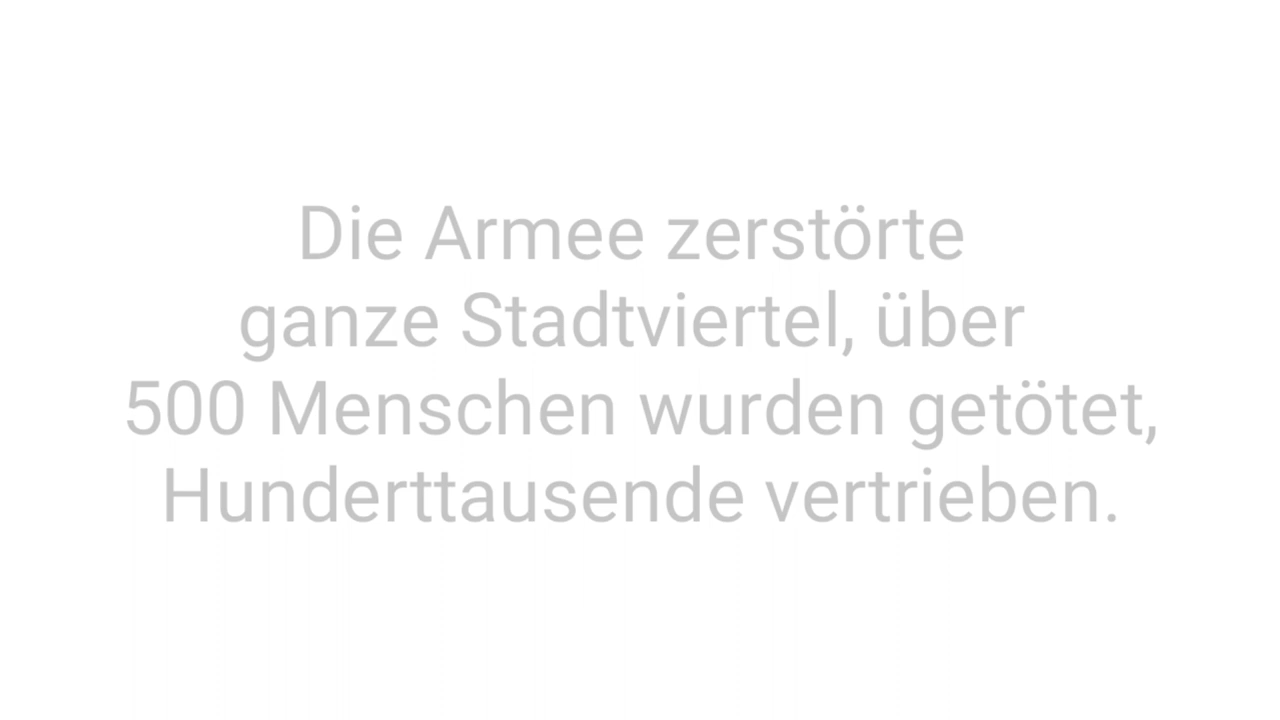 Die Armee zerstörte
ganze Stadtviertel, über
500 Menschen wurden getötet,
Hunderttausende vertrieben.